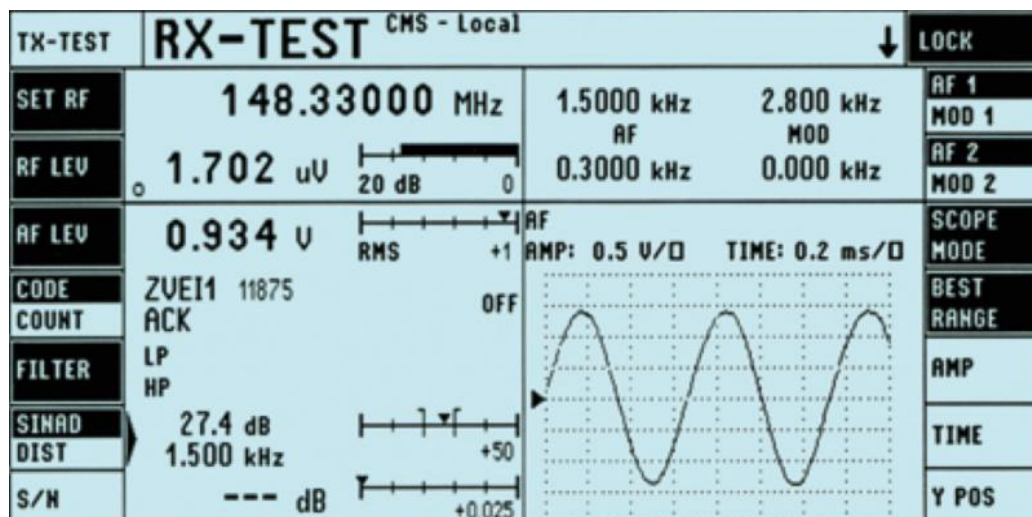 TX-TEST
RX-TEST CMS - Local
LOCK
SET RF
148.33000 MHz
1.5000 kHz 2.800 kHz
AF MOD
0.3000 kHz 0.000 kHz
AF 1
MOD 1
RF LEV
1.702 uV
20 dB 0
AF 2
MOD 2
AF LEV
0.934 V
RMS +1
AF
AMP: 0.5 V/□ TIME: 0.2 ms/□
SCOPE
MODE
CODE
COUNT
ZVEI1 11875
ACK
OFF
BEST
RANGE
FILTER
LP
HP
AMP
SINAD
DIST
27.4 dB
1.500 kHz
+50
TIME
S/N
--- dB
+0.025
Y POS